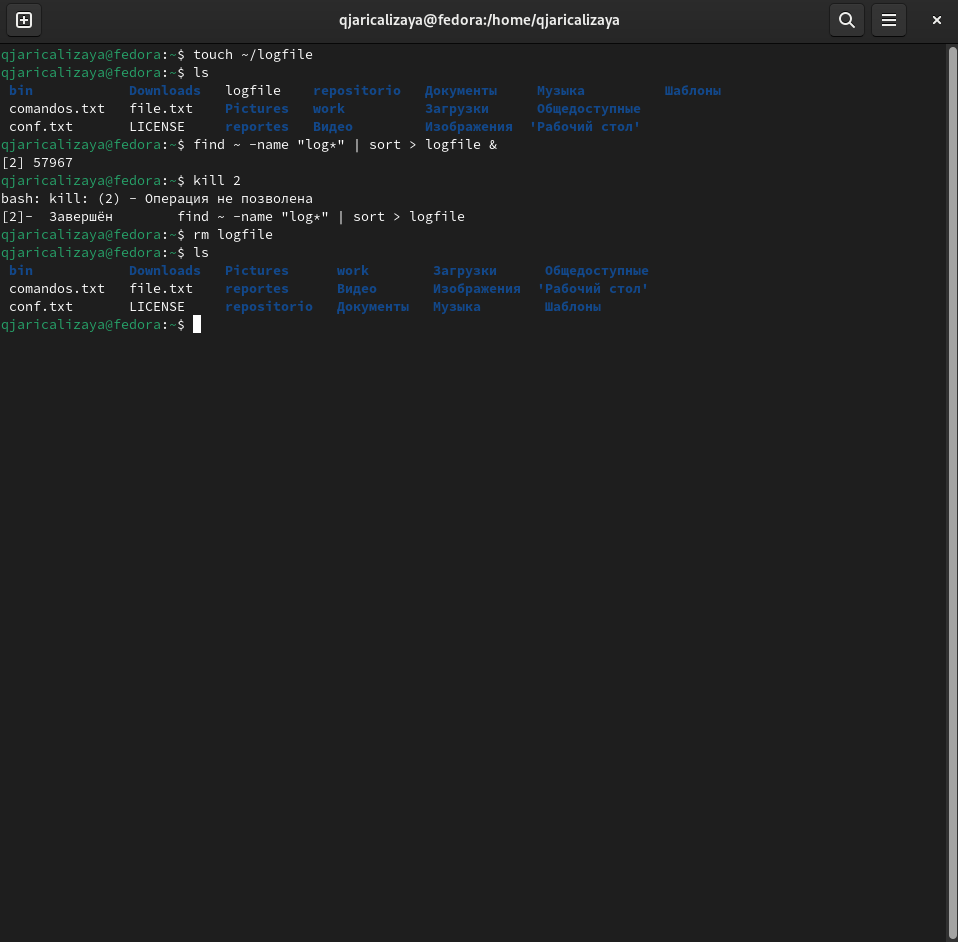 qjaricalizaya@fedora:/home/qjaricalizaya
qjaricalizaya@fedora:~$ touch ~/logfile
qjaricalizaya@fedora:~$ ls
bin Downloads logfile repositorio Документы Музыка Шаблоны
comandos.txt file.txt Pictures work Загрузки Общедоступные
conf.txt LICENSE reportes Видео Изображения 'Рабочий стол'
qjaricalizaya@fedora:~$ find ~ -name "log*" | sort > logfile &
[2] 57967
qjaricalizaya@fedora:~$ kill 2
bash: kill: (2) - Операция не позволена
[2]- Завершён find ~ -name "log*" | sort > logfile
qjaricalizaya@fedora:~$ rm logfile
qjaricalizaya@fedora:~$ ls
bin Downloads Pictures work Загрузки Общедоступные
comandos.txt file.txt reportes Видео Изображения 'Рабочий стол'
conf.txt LICENSE repositorio Документы Музыка Шаблоны
qjaricalizaya@fedora:~$